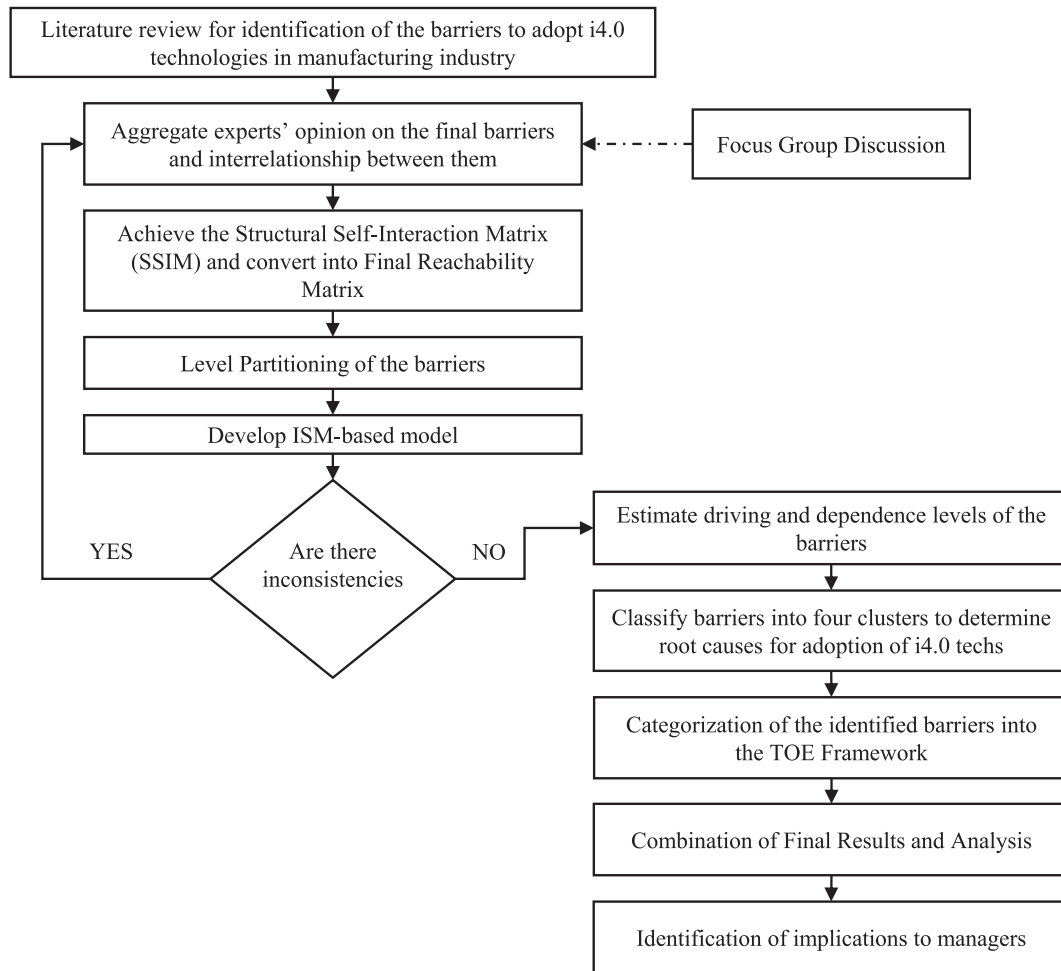 Literature review for identification of the barriers to adopt i4.0
technologies in manufacturing industry
Aggregate experts’ opinion on the final barriers
and interrelationship between them
Focus Group Discussion
Achieve the Structural Self-Interaction Matrix
(SSIM) and convert into Final Reachability
Matrix
Level Partitioning of the barriers
Develop ISM-based model
YES
Are there
inconsistencies
NO
Estimate driving and dependence levels of the
barriers
Classify barriers into four clusters to determine
root causes for adoption of i4.0 techs
Categorization of the identified barriers into
the TOE Framework
Combination of Final Results and Analysis
Identification of implications to managers